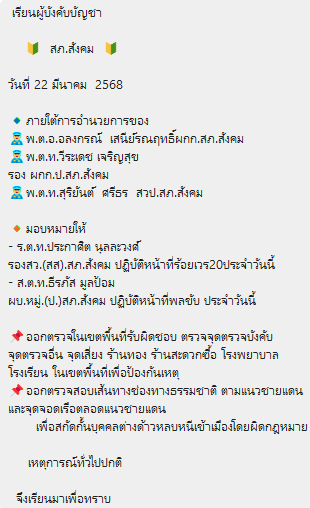 เรียนผู้บังคับบัญชา
🔰 สภ.สังคม 🔰
วันที่ 22 มีนาคม 2568
🔹ภายใต้การอำนวยการของ
👮พ.ต.อ.อลงกรณ์ เสนีย์รณฤทธิ์ผกก.สภ.สังคม
👮พ.ต.ท.วีระเดช เจริญสุข
รอง ผกก.ป.สภ.สังคม
👮พ.ต.ท.สุริยันต์ ศรีธร สวป.สภ.สังคม
🔸มอบหมายให้
- ร.ต.ท.ประกาศิต นุลละวงศ์
รองสว.(สส).สภ.สังคม ปฎิบัติหน้าที่ร้อยเวร20ประจำวันนี้
- ส.ต.ท.ธีรภัส มูลป้อม
ผบ.หมู่.(ป.)สภ.สังคม ปฏิบัติหน้าที่พลขับ ประจำวันนี้
📌ออกตรวจในเขตพื้นที่รับผิดชอบ ตรวจจุดตรวจบังคับ
จุดตรวจอื่น จุดเสี่ยง ร้านทอง ร้านสะดวกซื้อ โรงพยาบาล
โรงเรียน ในเขตพื้นที่เพื่อป้องกันเหตุ
📌ออกตรวจสอบเส้นทางช่องทางธรรมชาติ ตามแนวชายแดน
และจุดจอดเรือตลอดแนวชายแดน
เพื่อสกัดกั้นบุคคลต่างด้าวหลบหนีเข้าเมืองโดยผิดกฎหมาย
เหตุการณ์ทั่วไปกติ
จึงเรียนมาเพื่อทราบ